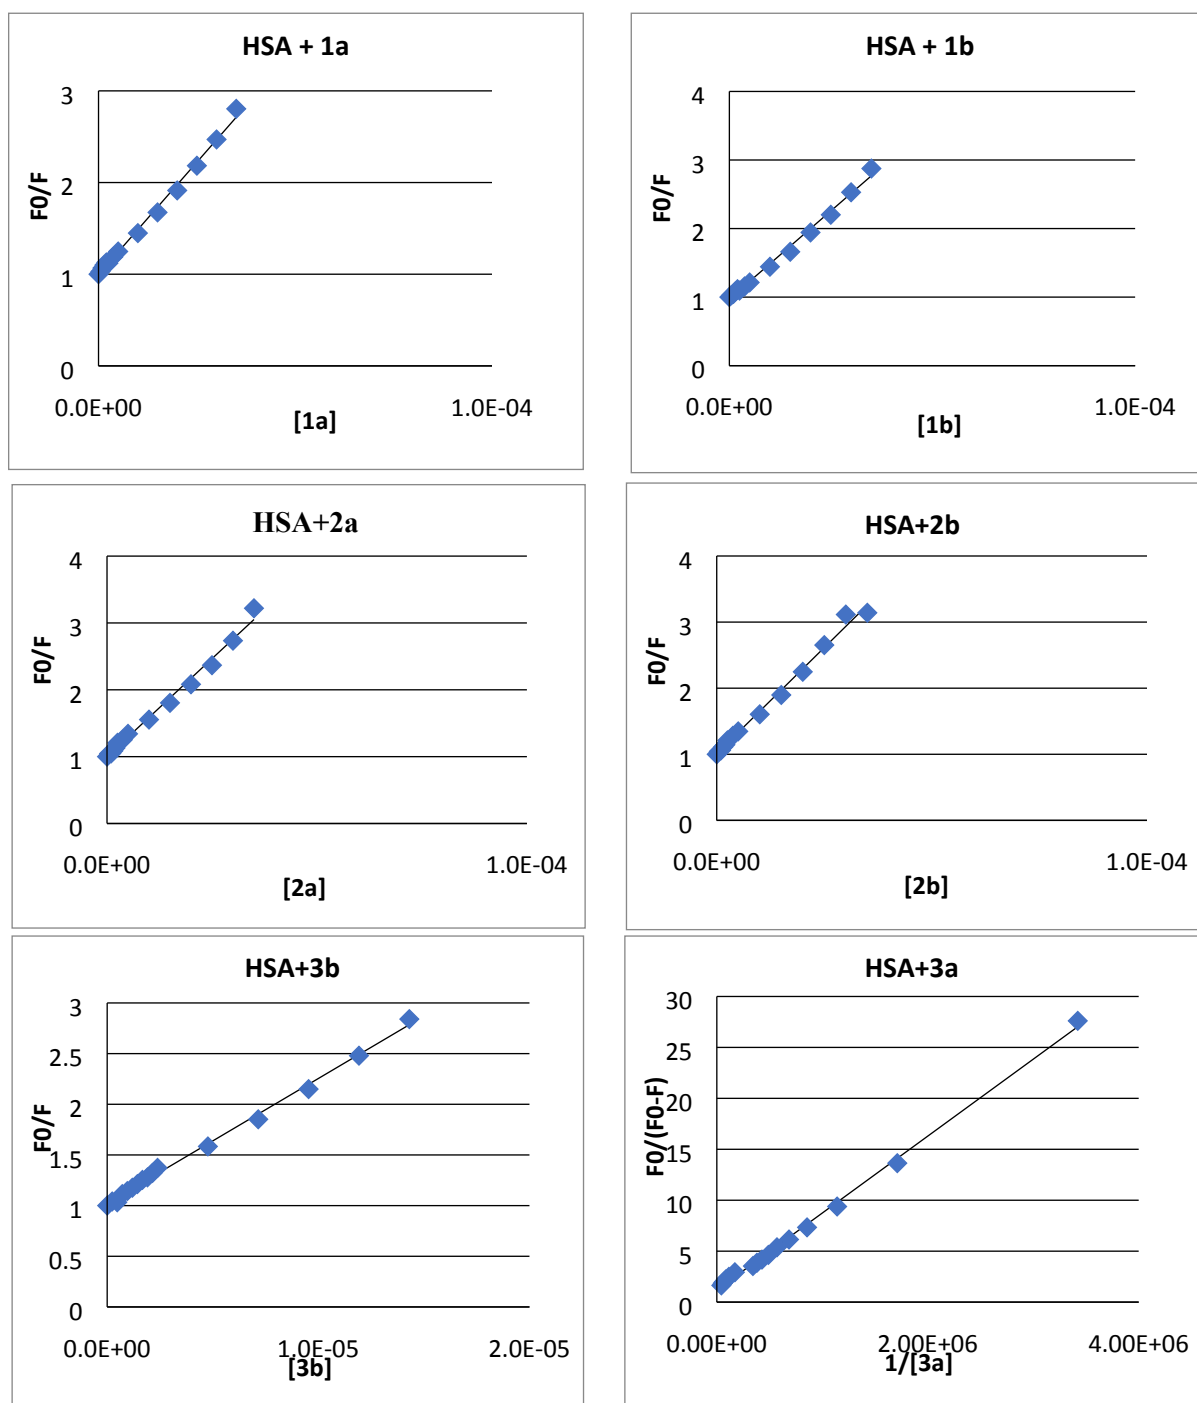 HSA + 1a
3
2
1
0
F0/F
0.0E+00
1.0E-04
[1a]
HSA + 1b
4
3
2
1
0
F0/F
0.0E+00
1.0E-04
[1b]
HSA+2a
4
3
2
1
0
F0/F
0.0E+00
1.0E-04
[2a]
HSA+2b
4
3
2
1
0
F0/F
0.0E+00
1.0E-04
[2b]
HSA+3b
3
2.5
2
1.5
1
0.5
0
F0/F
0.0E+00
1.0E-05
2.0E-05
[3b]
HSA+3a
30
25
20
15
10
5
0
F0/(F0-F)
0.00E+00
2.00E+06
4.00E+06
1/[3a]